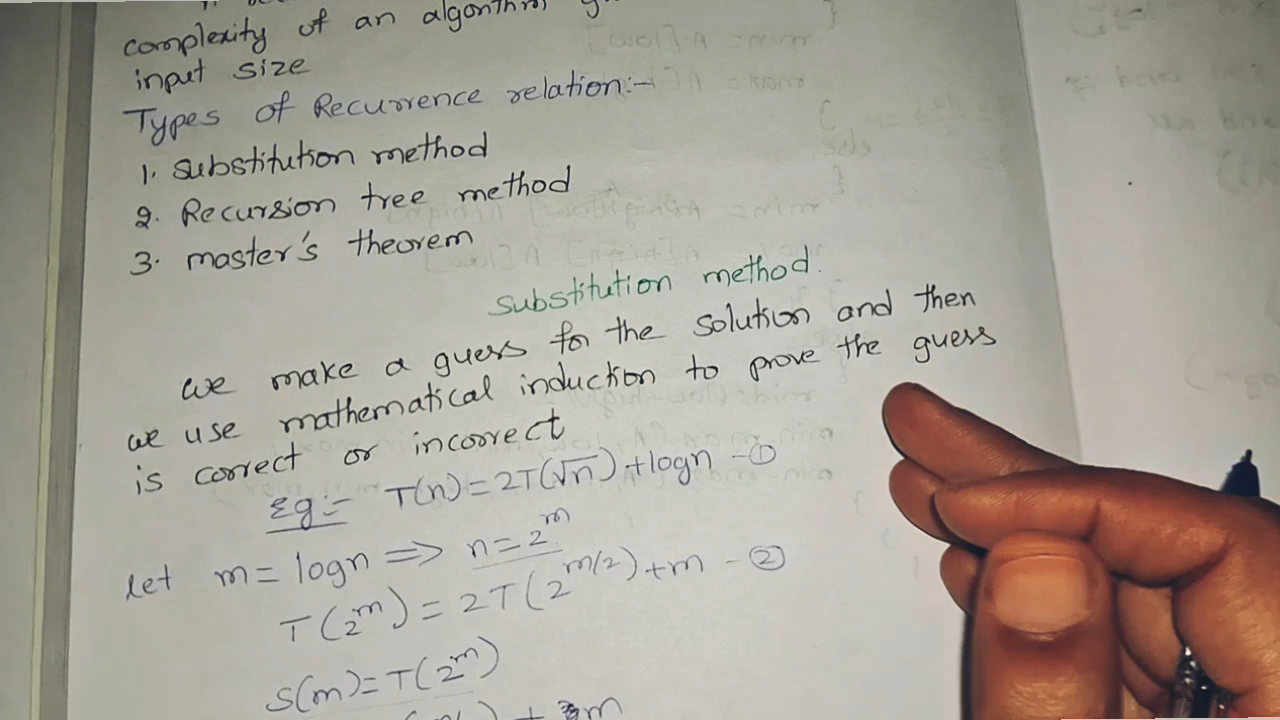 complexity of an algorithm
input size
Types of Recurrence relation:-
1. substitution method
2. Recursion tree method
3. master's theorem
substitution method.
we make a guess for the solution and then
we use mathematical induction to prove the guess
is correct or incorrect
Eg:- T(n)=2T(√n)+logn -①
let m=logn => n=2^m
T(2^m)=2T(2^m/2)+m -②
S(m)=T(2^m)